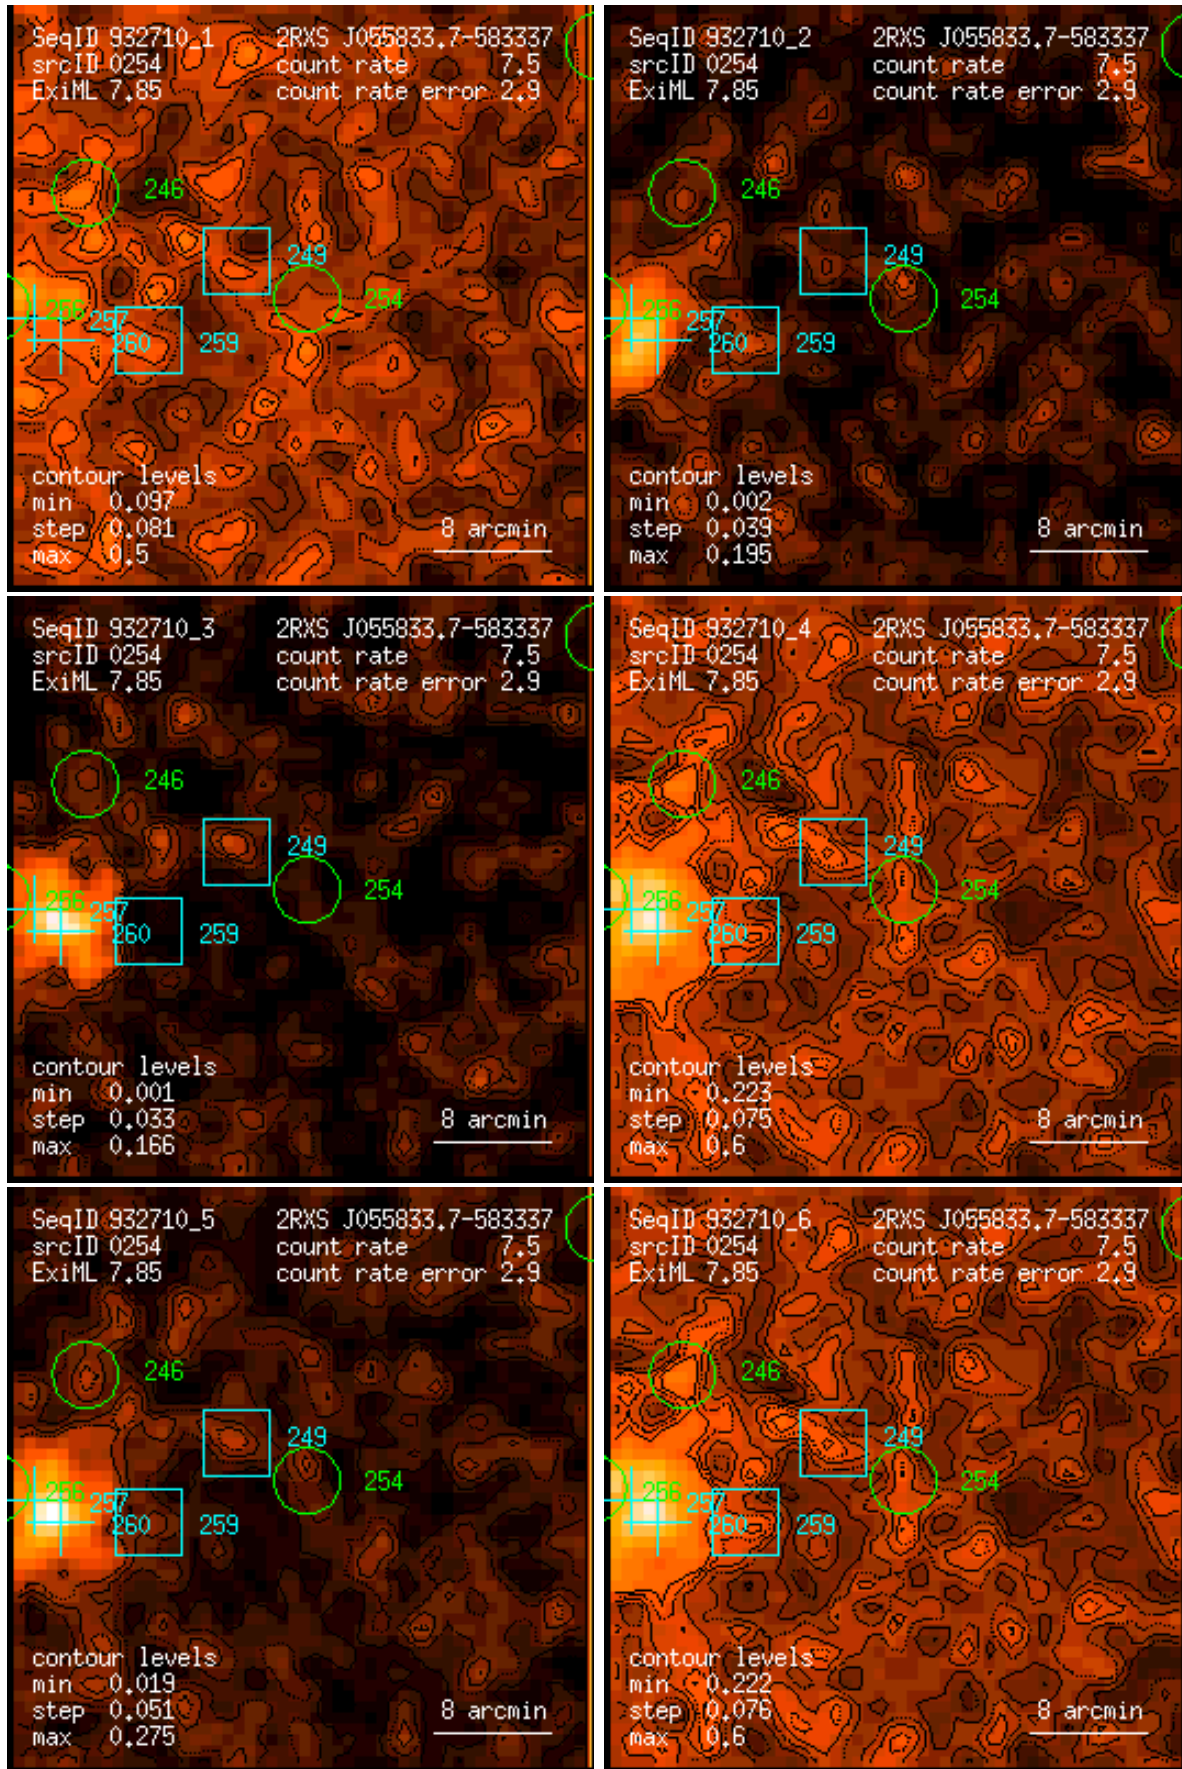 SeqID 932710_1 2RXS J055833.7-583337
srcID 0254 count rate 7.5
ExiML 7.85 count rate error 2.9
246
249
256 254
257
260 259
contour levels
min 0.097
step 0.081 8 arcmin
max 0.5
SeqID 932710_2 2RXS J055833.7-583337
srcID 0254 count rate 7.5
ExiML 7.85 count rate error 2.9
246
249
256 254
257
260 259
contour levels
min 0.002
step 0.039 8 arcmin
max 0.195
SeqID 932710_3 2RXS J055833.7-583337
srcID 0254 count rate 7.5
ExiML 7.85 count rate error 2.9
246
249
256 254
257
260 259
contour levels
min 0.001
step 0.033 8 arcmin
max 0.166
SeqID 932710_4 2RXS J055833.7-583337
srcID 0254 count rate 7.5
ExiML 7.85 count rate error 2.9
246
249
256 254
257
260 259
contour levels
min 0.223
step 0.075 8 arcmin
max 0.6
SeqID 932710_5 2RXS J055833.7-583337
srcID 0254 count rate 7.5
ExiML 7.85 count rate error 2.9
246
249
256 254
257
260 259
contour levels
min 0.019
step 0.051 8 arcmin
max 0.275
SeqID 932710_6 2RXS J055833.7-583337
srcID 0254 count rate 7.5
ExiML 7.85 count rate error 2.9
246
249
256 254
257
260 259
contour levels
min 0.222
step 0.076 8 arcmin
max 0.6